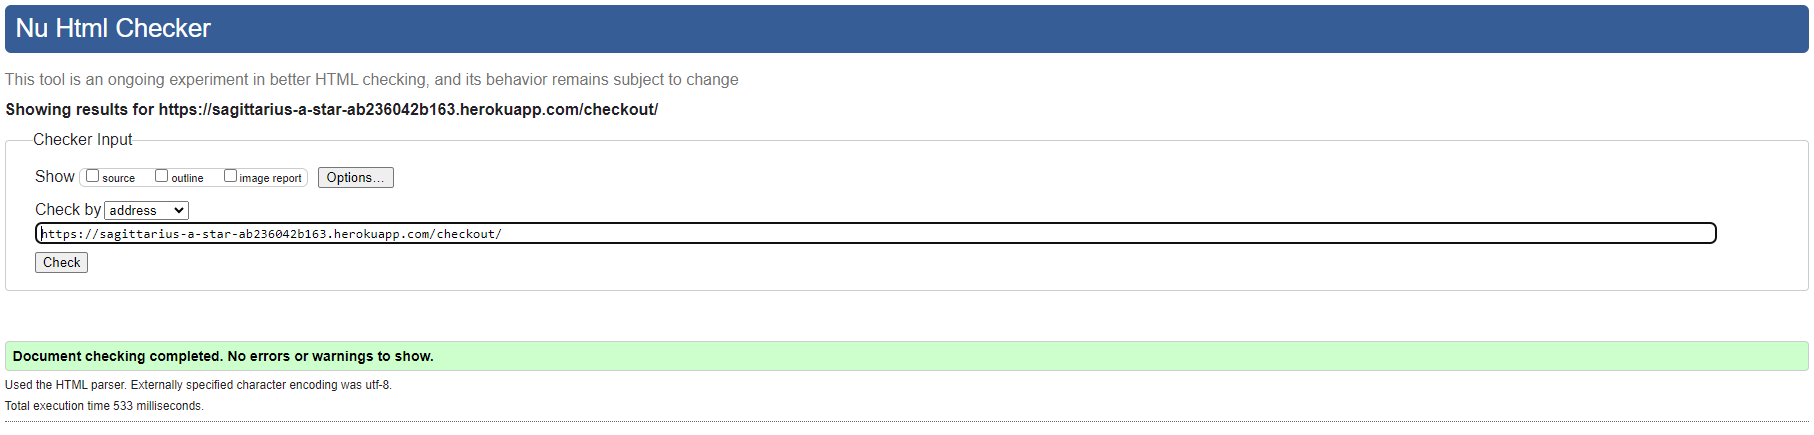 Nu Html Checker
This tool is an ongoing experiment in better HTML checking, and its behavior remains subject to change
Showing results for https://sagittarius-a-star-ab236042b163.herokuapp.com/checkout/
Checker Input
Show source outline image report Options...
Check by address
https://sagittarius-a-star-ab236042b163.herokuapp.com/checkout/
Check
Document checking completed. No errors or warnings to show.
Used the HTML parser. Externally specified character encoding was utf-8.
Total execution time 533 milliseconds.